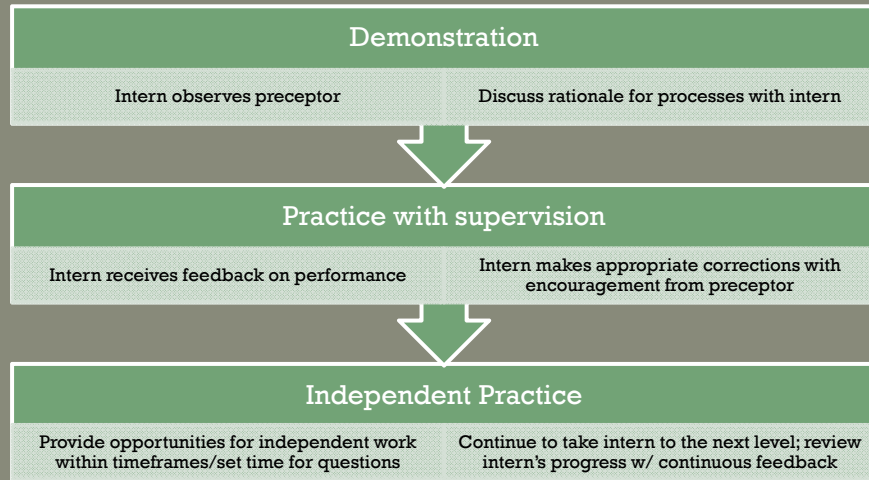 Demonstration
Intern observes preceptor
Discuss rationale for processes with intern
Practice with supervision
Intern receives feedback on performance
Intern makes appropriate corrections with
encouragement from preceptor
Independent Practice
Provide opportunities for independent work
within timeframes/set time for questions
Continue to take intern to the next level; review
intern's progress w/ continuous feedback